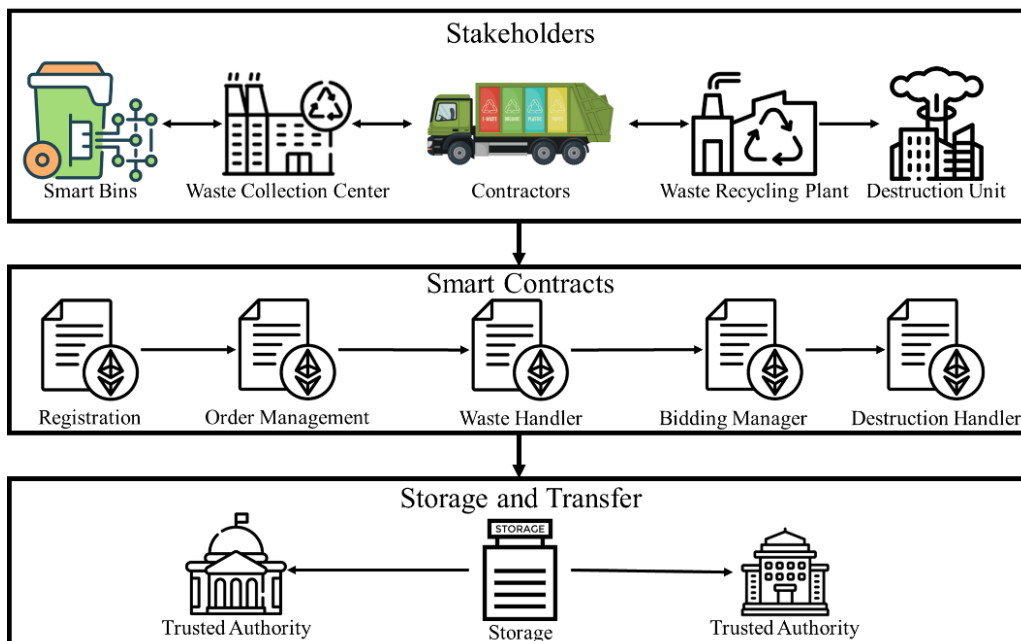 Stakeholders
Smart Bins
Waste Collection Center
Contractors
Waste Recycling Plant
Destruction Unit
Smart Contracts
Registration
Order Management
Waste Handler
Bidding Manager
Destruction Handler
Storage and Transfer
STORAGE
Trusted Authority
Storage
Trusted Authority